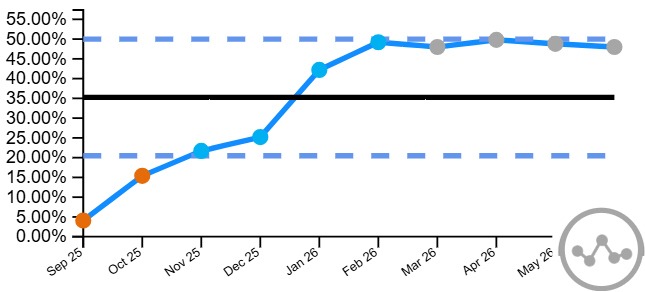 55.00%
50.00%
45.00%
40.00%
35.00%
30.00%
25.00%
20.00%
15.00%
10.00%
5.00%
0.00%
Sep 25
Oct 25
Nov 25
Dec 25
Jan 26
Feb 26
Mar 26
Apr 26
May 26